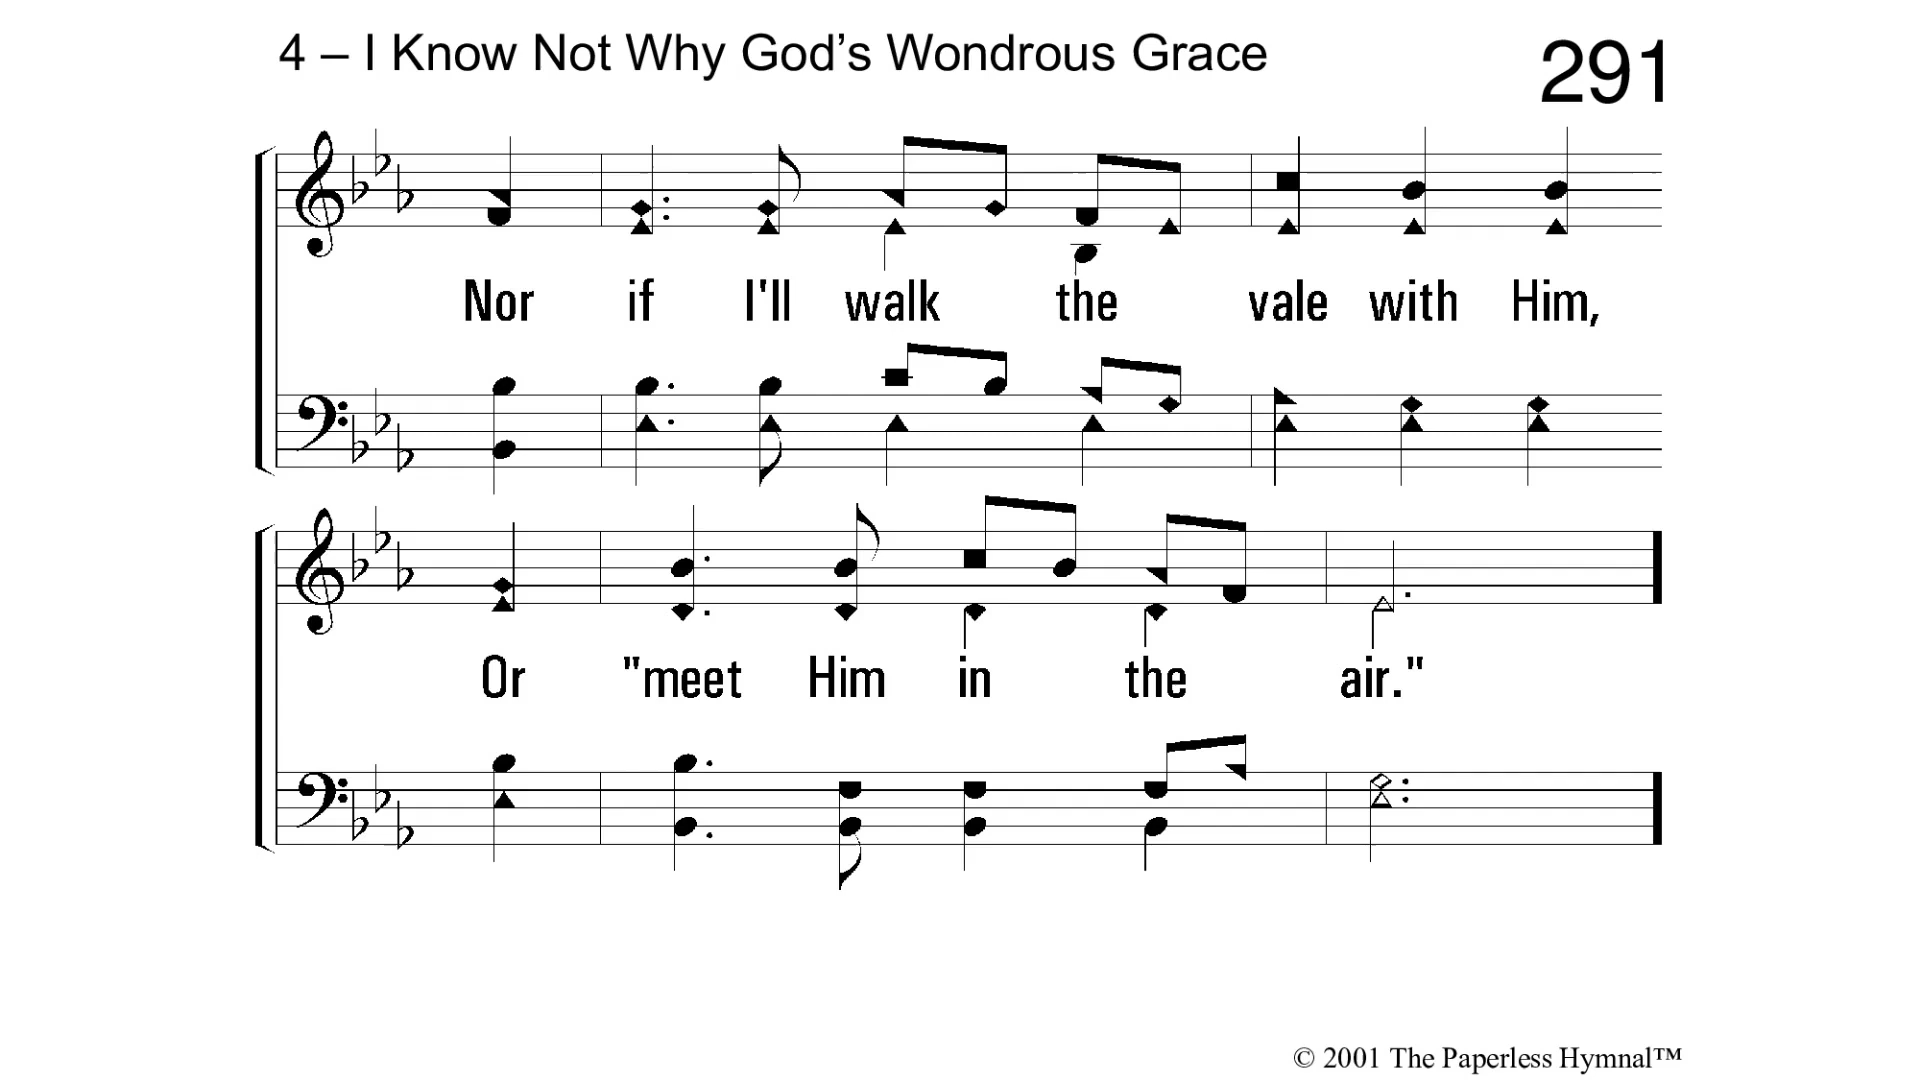 4 – I Know Not Why God’s Wondrous Grace
291
Nor if I'll walk the vale with Him,
Or "meet Him in the air."
© 2001 The Paperless Hymnal™